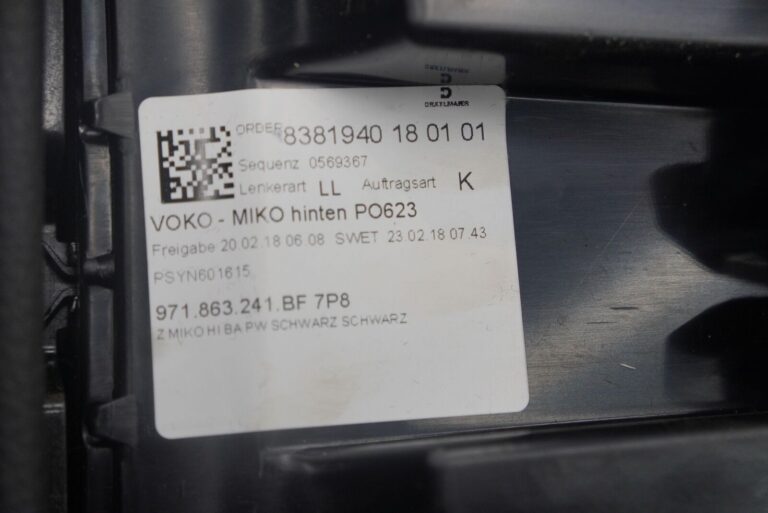 DRÄXLMAIER
ORDER 8381940 18 01 01
Sequenz 0569367
Lenkerart LL Auftragsart K
VOKO - MIKO hinten PO623
Freigabe 20.02.18 06.08 SWET 23.02.18 07.43
PSYN601615
971.863.241.BF 7P8
Z MIKO HI BA PW SCHWARZ SCHWARZ